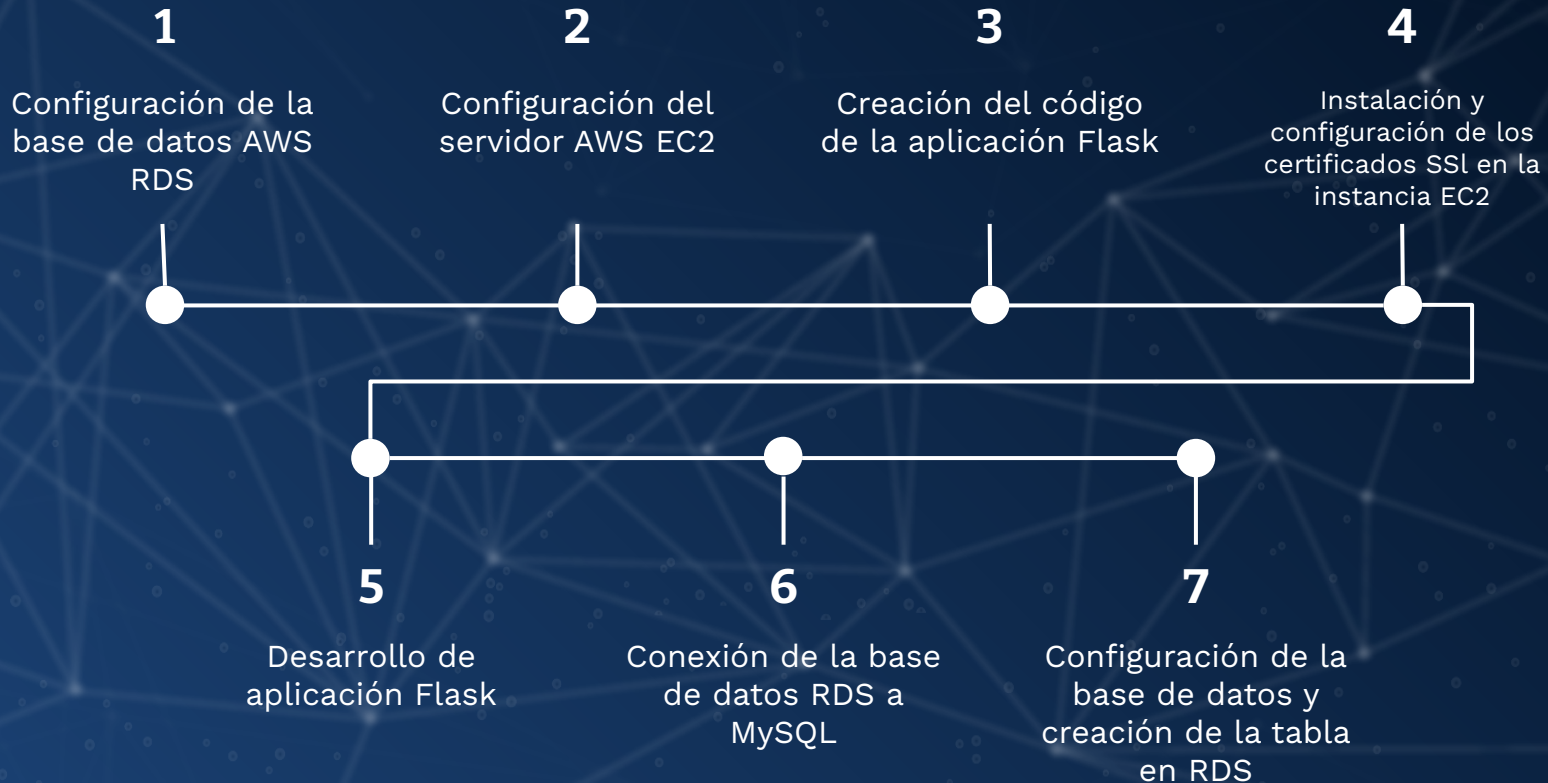 1
Configuración de la
base de datos AWS
RDS
2
Configuración del
servidor AWS EC2
3
Creación del código
de la aplicación Flask
4
Instalación y
configuración de los
certificados SSl en la
instancia EC2
5
Desarrollo de
aplicación Flask
6
Conexión de la base
de datos RDS a
MySQL
7
Configuración de la
base de datos y
creación de la tabla
en RDS